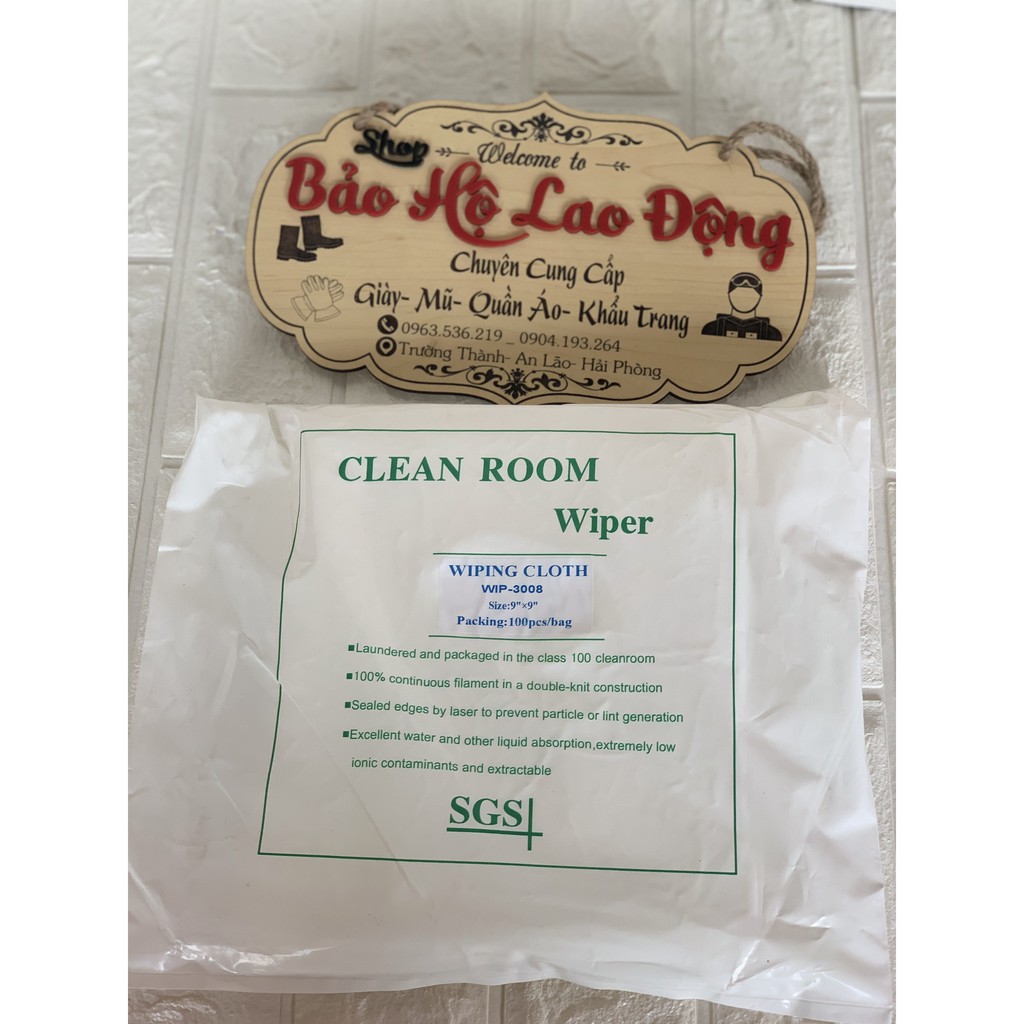 Shop
Welcome to
Bảo Hộ Lao Động
Chuyên Cung Cấp
Giày- Mũ- Quần Áo- Khẩu Trang
0963.536.219 _ 0904.193.264
Trường Thành- An Lão- Hải Phòng
CLEAN ROOM
Wiper
WIPING CLOTH
WIP-3008
Size:9"×9"
Packing:100pcs/bag
■Laundered and packaged in the class 100 cleanroom
■100% continuous filament in a double-knit construction
■Sealed edges by laser to prevent particle or lint generation
■Excellent water and other liquid absorption,extremely low
ionic contaminants and extractable
SGS